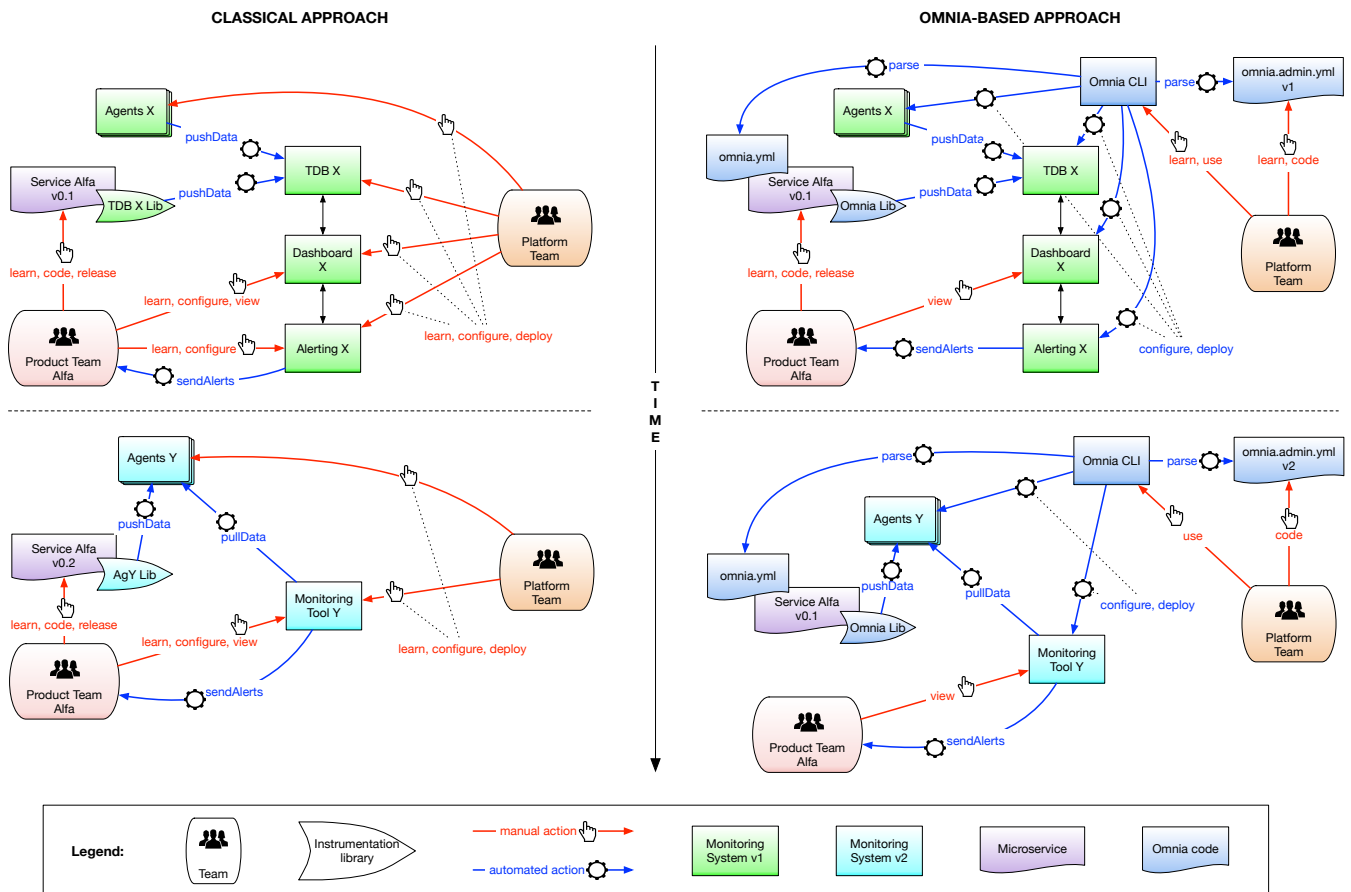 CLASSICAL APPROACH
OMNIA-BASED APPROACH
Agents X
pushData
Service Alfa
v0.1
TDB X Lib
pushData
TDB X
Platform
Team
learn, code, release
Dashboard
X
learn, configure, view
Product Team
Alfa
learn, configure
Alerting X
learn, configure, deploy
sendAlerts
parse
Omnia CLI
parse
omnia.admin.yml
v1
Agents X
pushData
omnia.yml
Service Alfa
v0.1
Omnia Lib
pushData
TDB X
learn, use
learn, code
Platform
Team
learn, code, release
Dashboard
X
view
Product Team
Alfa
sendAlerts
Alerting X
configure, deploy
T
I
M
E
Agents Y
pushData
pullData
Service Alfa
v0.2
AgY Lib
Platform
Team
learn, code, release
Monitoring
Tool Y
learn, configure, view
learn, configure, deploy
Product Team
Alfa
sendAlerts
parse
Omnia CLI
parse
omnia.admin.yml
v2
Agents Y
use
code
omnia.yml
pushData
pullData
configure, deploy
Service Alfa
v0.1
Omnia Lib
Platform
Team
Monitoring
Tool Y
view
Product Team
Alfa
sendAlerts
Legend:
Team
Instrumentation
library
manual action
automated action
Monitoring
System v1
Monitoring
System v2
Microservice
Omnia code